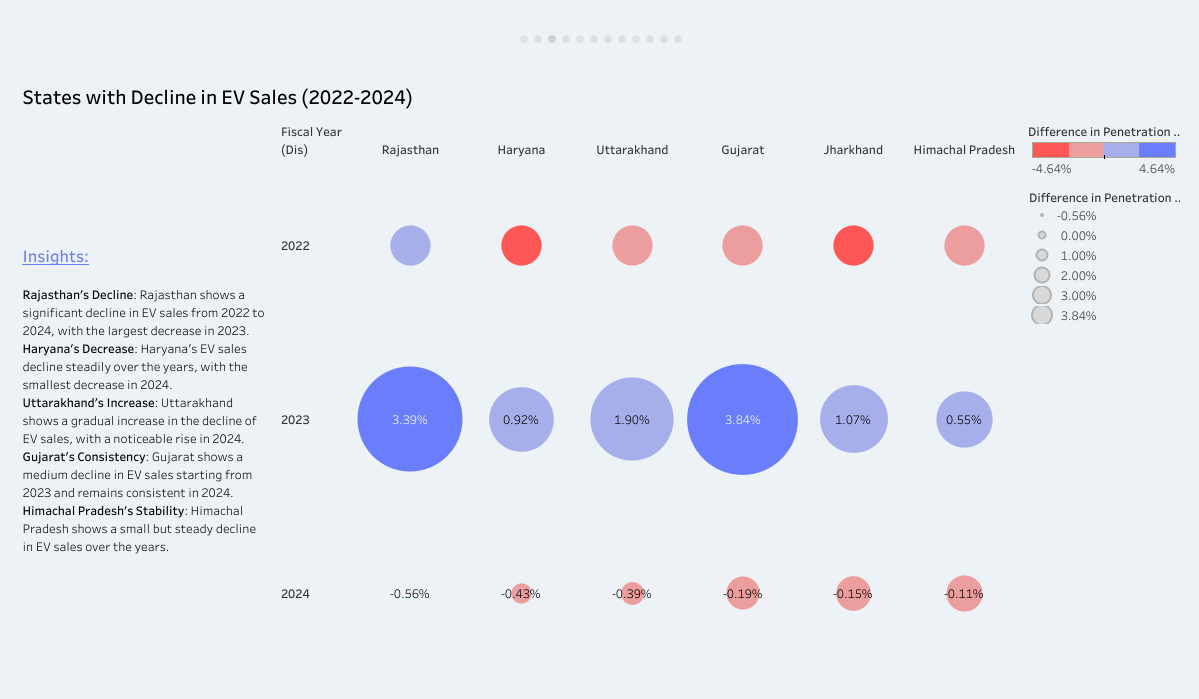 States with Decline in EV Sales (2022-2024)
Fiscal Year
(Dis)
Rajasthan
Haryana
Uttarakhand
Gujarat
Jharkhand
Himachal Pradesh
Difference in Penetration ..
-4.64%
4.64%
Difference in Penetration ..
-0.56%
0.00%
1.00%
2.00%
3.00%
3.84%
2022
Insights:
Rajasthan's Decline: Rajasthan shows a
significant decline in EV sales from 2022 to
2024, with the largest decrease in 2023.
Haryana's Decrease: Haryana's EV sales
decline steadily over the years, with the
smallest decrease in 2024.
Uttarakhand's Increase: Uttarakhand
shows a gradual increase in the decline of
EV sales, with a noticeable rise in 2024.
Gujarat's Consistency: Gujarat shows a
medium decline in EV sales starting from
2023 and remains consistent in 2024.
Himachal Pradesh's Stability: Himachal
Pradesh shows a small but steady decline
in EV sales over the years.
2023
3.39%
0.92%
1.90%
3.84%
1.07%
0.55%
2024
-0.56%
-0.43%
-0.39%
-0.19%
-0.15%
-0.11%